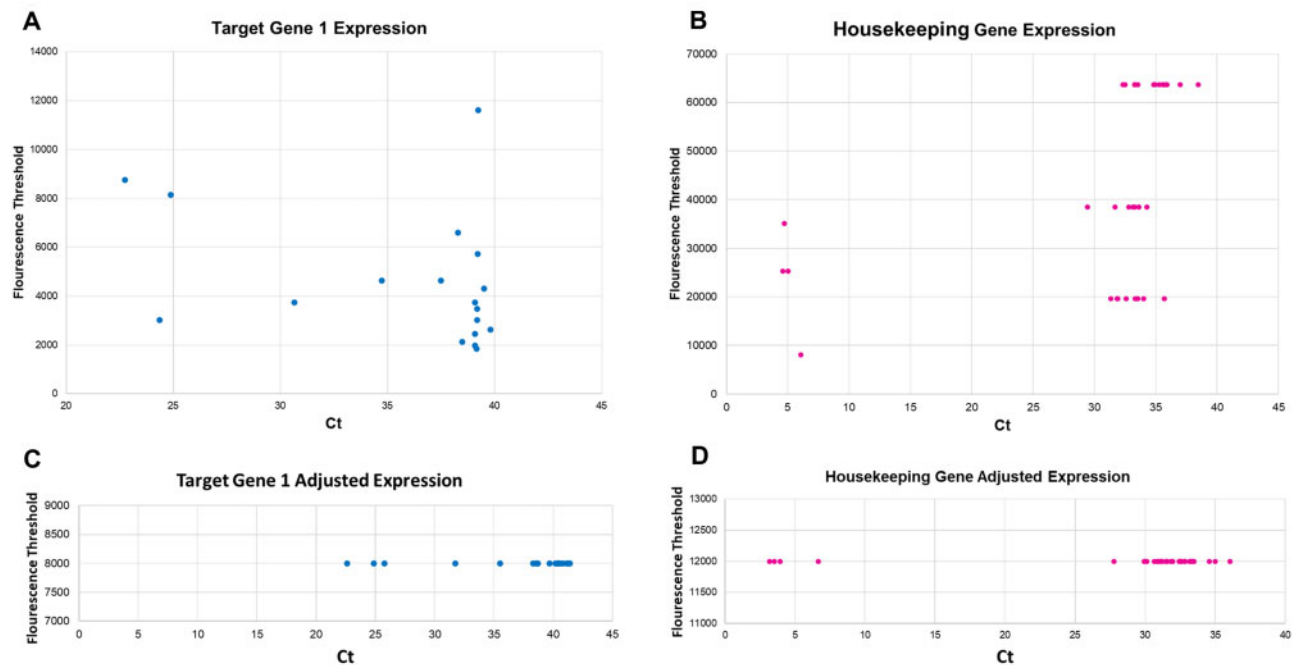 A
Target Gene 1 Expression
Flourescence Threshold
14000
12000
10000
8000
6000
4000
2000
0
20 25 30 35 40 45
Ct
B
Housekeeping Gene Expression
Flourescence Threshold
70000
60000
50000
40000
30000
20000
10000
0
0 5 10 15 20 25 30 35 40 45
Ct
C
Target Gene 1 Adjusted Expression
Flourescence Threshold
9000
8500
8000
7500
7000
0 5 10 15 20 25 30 35 40 45
Ct
D
Housekeeping Gene Adjusted Expression
Flourescence Threshold
13000
12500
12000
11500
11000
0 5 10 15 20 25 30 35 40
Ct